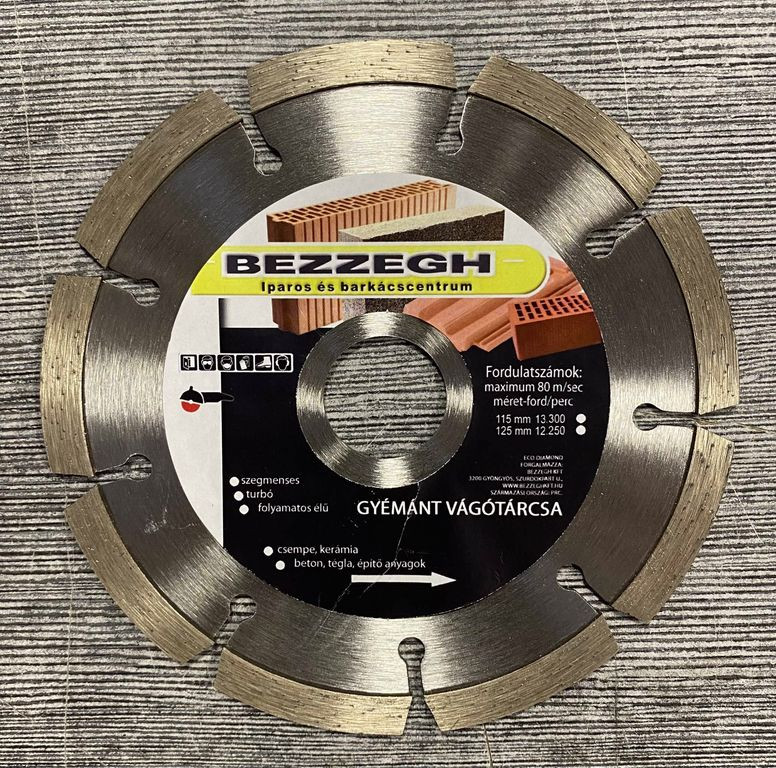 BEZZEGH
Iparos és barkácscentrum
Fordulatszámok:
maximum 80 m/sec
méret-ford/perc
115 mm 13.300
125 mm 12.250
ECO DIAMOND
FORGALMAZZA:
BEZZEGH KFT
3200 GYÖNGYÖS, SZURDOKPART U.,
WWW.BEZZEGHKFT.HU
SZÁRMAZÁSI ORSZÁG: PRC.
szegmenses
turbó
folyamatos élű
GYÉMÁNT VÁGÓTÁRCSA
csempe, kerámia
beton, tégla, építő anyagok